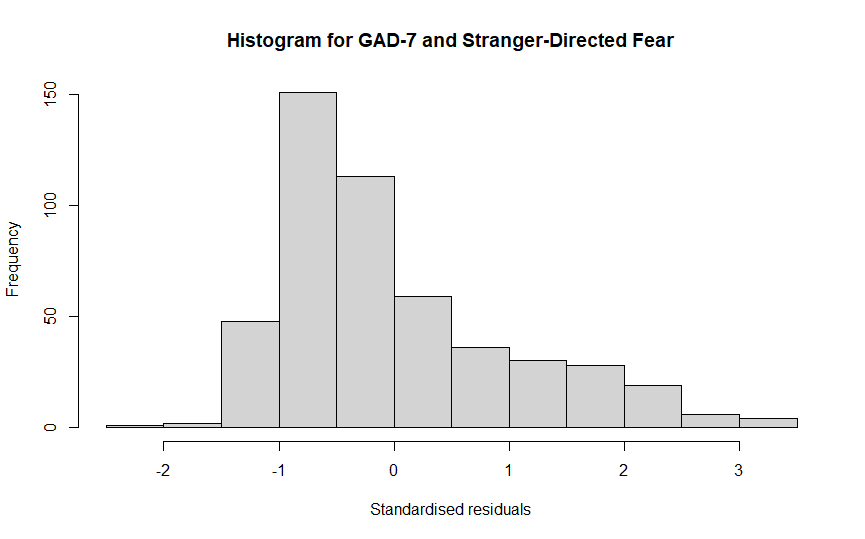 Histogram for GAD-7 and Stranger-Directed Fear
150
100
50
0
Frequency
-2 -1 0 1 2 3
Standardised residuals